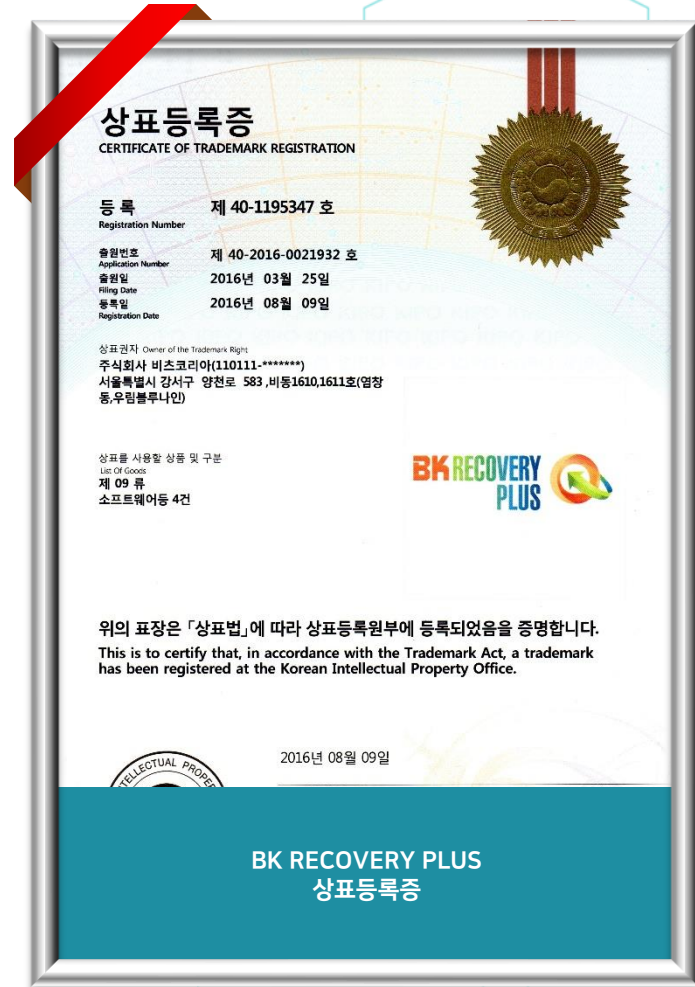 상표등록증
CERTIFICATE OF TRADEMARK REGISTRATION
등 록 제 40-1195347 호
Registration Number
출원번호 제 40-2016-0021932 호
Application Number
출원일 2016년 03월 25일
Filing Date
등록일 2016년 08월 09일
Registration Date
상표권자 Owner of the Trademark Right
주식회사 비츠코리아(110111-*******)
서울특별시 강서구 양천로 583 ,비동1610,1611호(염창
동,우림블루나인)
상표를 사용할 상품 및 구분
List Of Goods
제 09 류
소프트웨어등 4건
BK RECOVERY
PLUS
위의 표장은 「상표법」에 따라 상표등록원부에 등록되었음을 증명합니다.
This is to certify that, in accordance with the Trademark Act, a trademark
has been registered at the Korean Intellectual Property Office.
2016년 08월 09일
BK RECOVERY PLUS
상표등록증